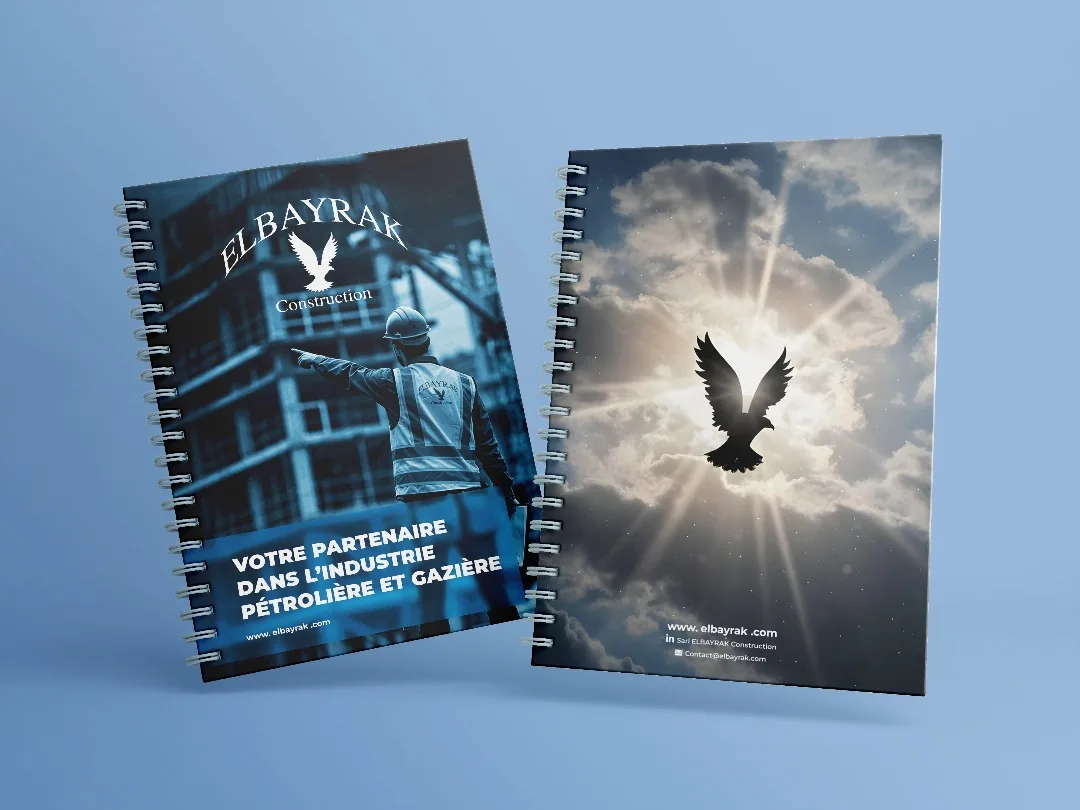 ELBAYRAK
Construction
ELBAYRAK
VOTRE PARTENAIRE
DANS L'INDUSTRIE
PÉTROLIÈRE ET GAZIÈRE
www. elbayrak .com
www. elbayrak .com
in Sarl ELBAYRAK Construction
Contact@elbayrak.com